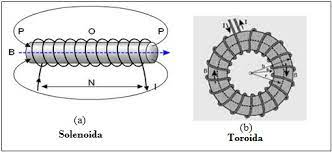 P O P
B
N I
(a)
Solenoida
I I
B B
(b)
Toroida